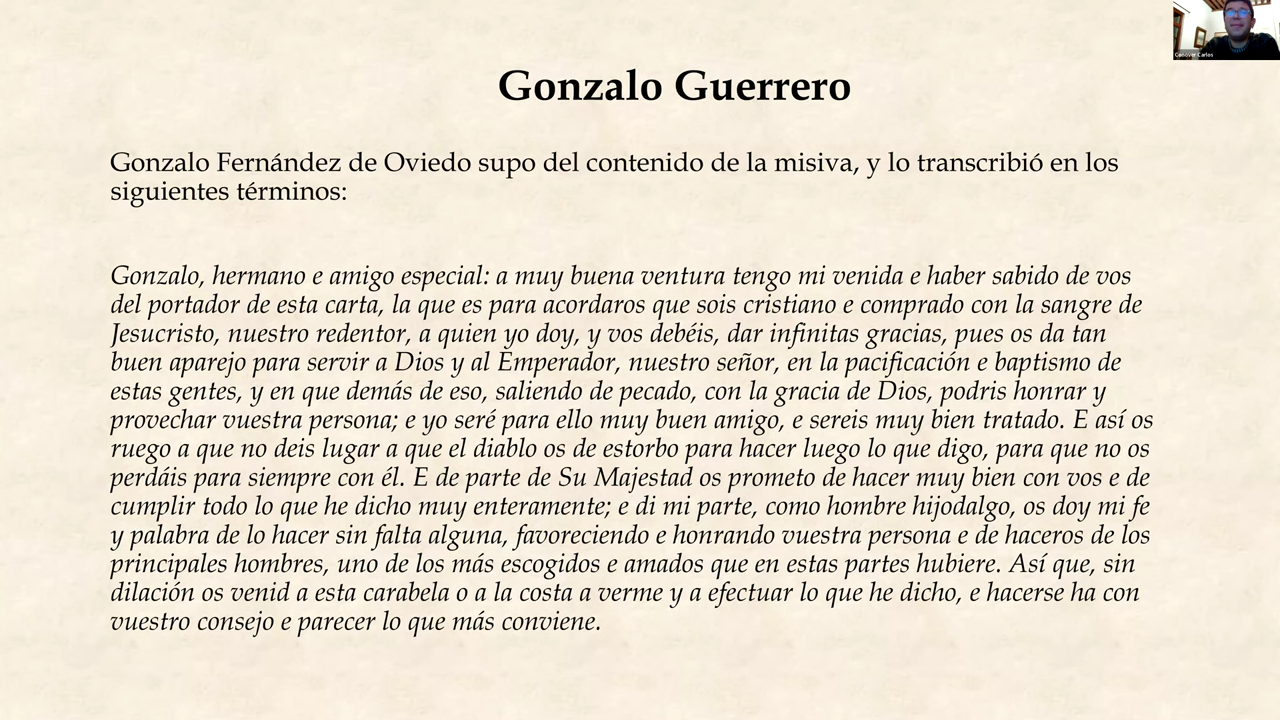 Conover Carlos
Gonzalo Guerrero
Gonzalo Fernández de Oviedo supo del contenido de la misiva, y lo transcribió en los
siguientes términos:
Gonzalo, hermano e amigo especial: a muy buena ventura tengo mi venida e haber sabido de vos
del portador de esta carta, la que es para acordaros que sois cristiano e comprado con la sangre de
Jesucristo, nuestro redentor, a quien yo doy, y vos debéis, dar infinitas gracias, pues os da tan
buen aparejo para servir a Dios y al Emperador, nuestro señor, en la pacificación e baptismo de
estas gentes, y en que demás de eso, saliendo de pecado, con la gracia de Dios, podris honrar y
provechar vuestra persona; e yo seré para ello muy buen amigo, e sereis muy bien tratado. E así os
ruego a que no deis lugar a que el diablo os de estorbo para hacer luego lo que digo, para que no os
perdáis para siempre con él. E de parte de Su Majestad os prometo de hacer muy bien con vos e de
cumplir todo lo que he dicho muy enteramente; e di mi parte, como hombre hijodalgo, os doy mi fe
y palabra de lo hacer sin falta alguna, favoreciendo e honrando vuestra persona e de haceros de los
principales hombres, uno de los más escogidos e amados que en estas partes hubiere. Así que, sin
dilación os venid a esta carabela o a la costa a verme y a efectuar lo que he dicho, e hacerse ha con
vuestro consejo e parecer lo que más conviene.